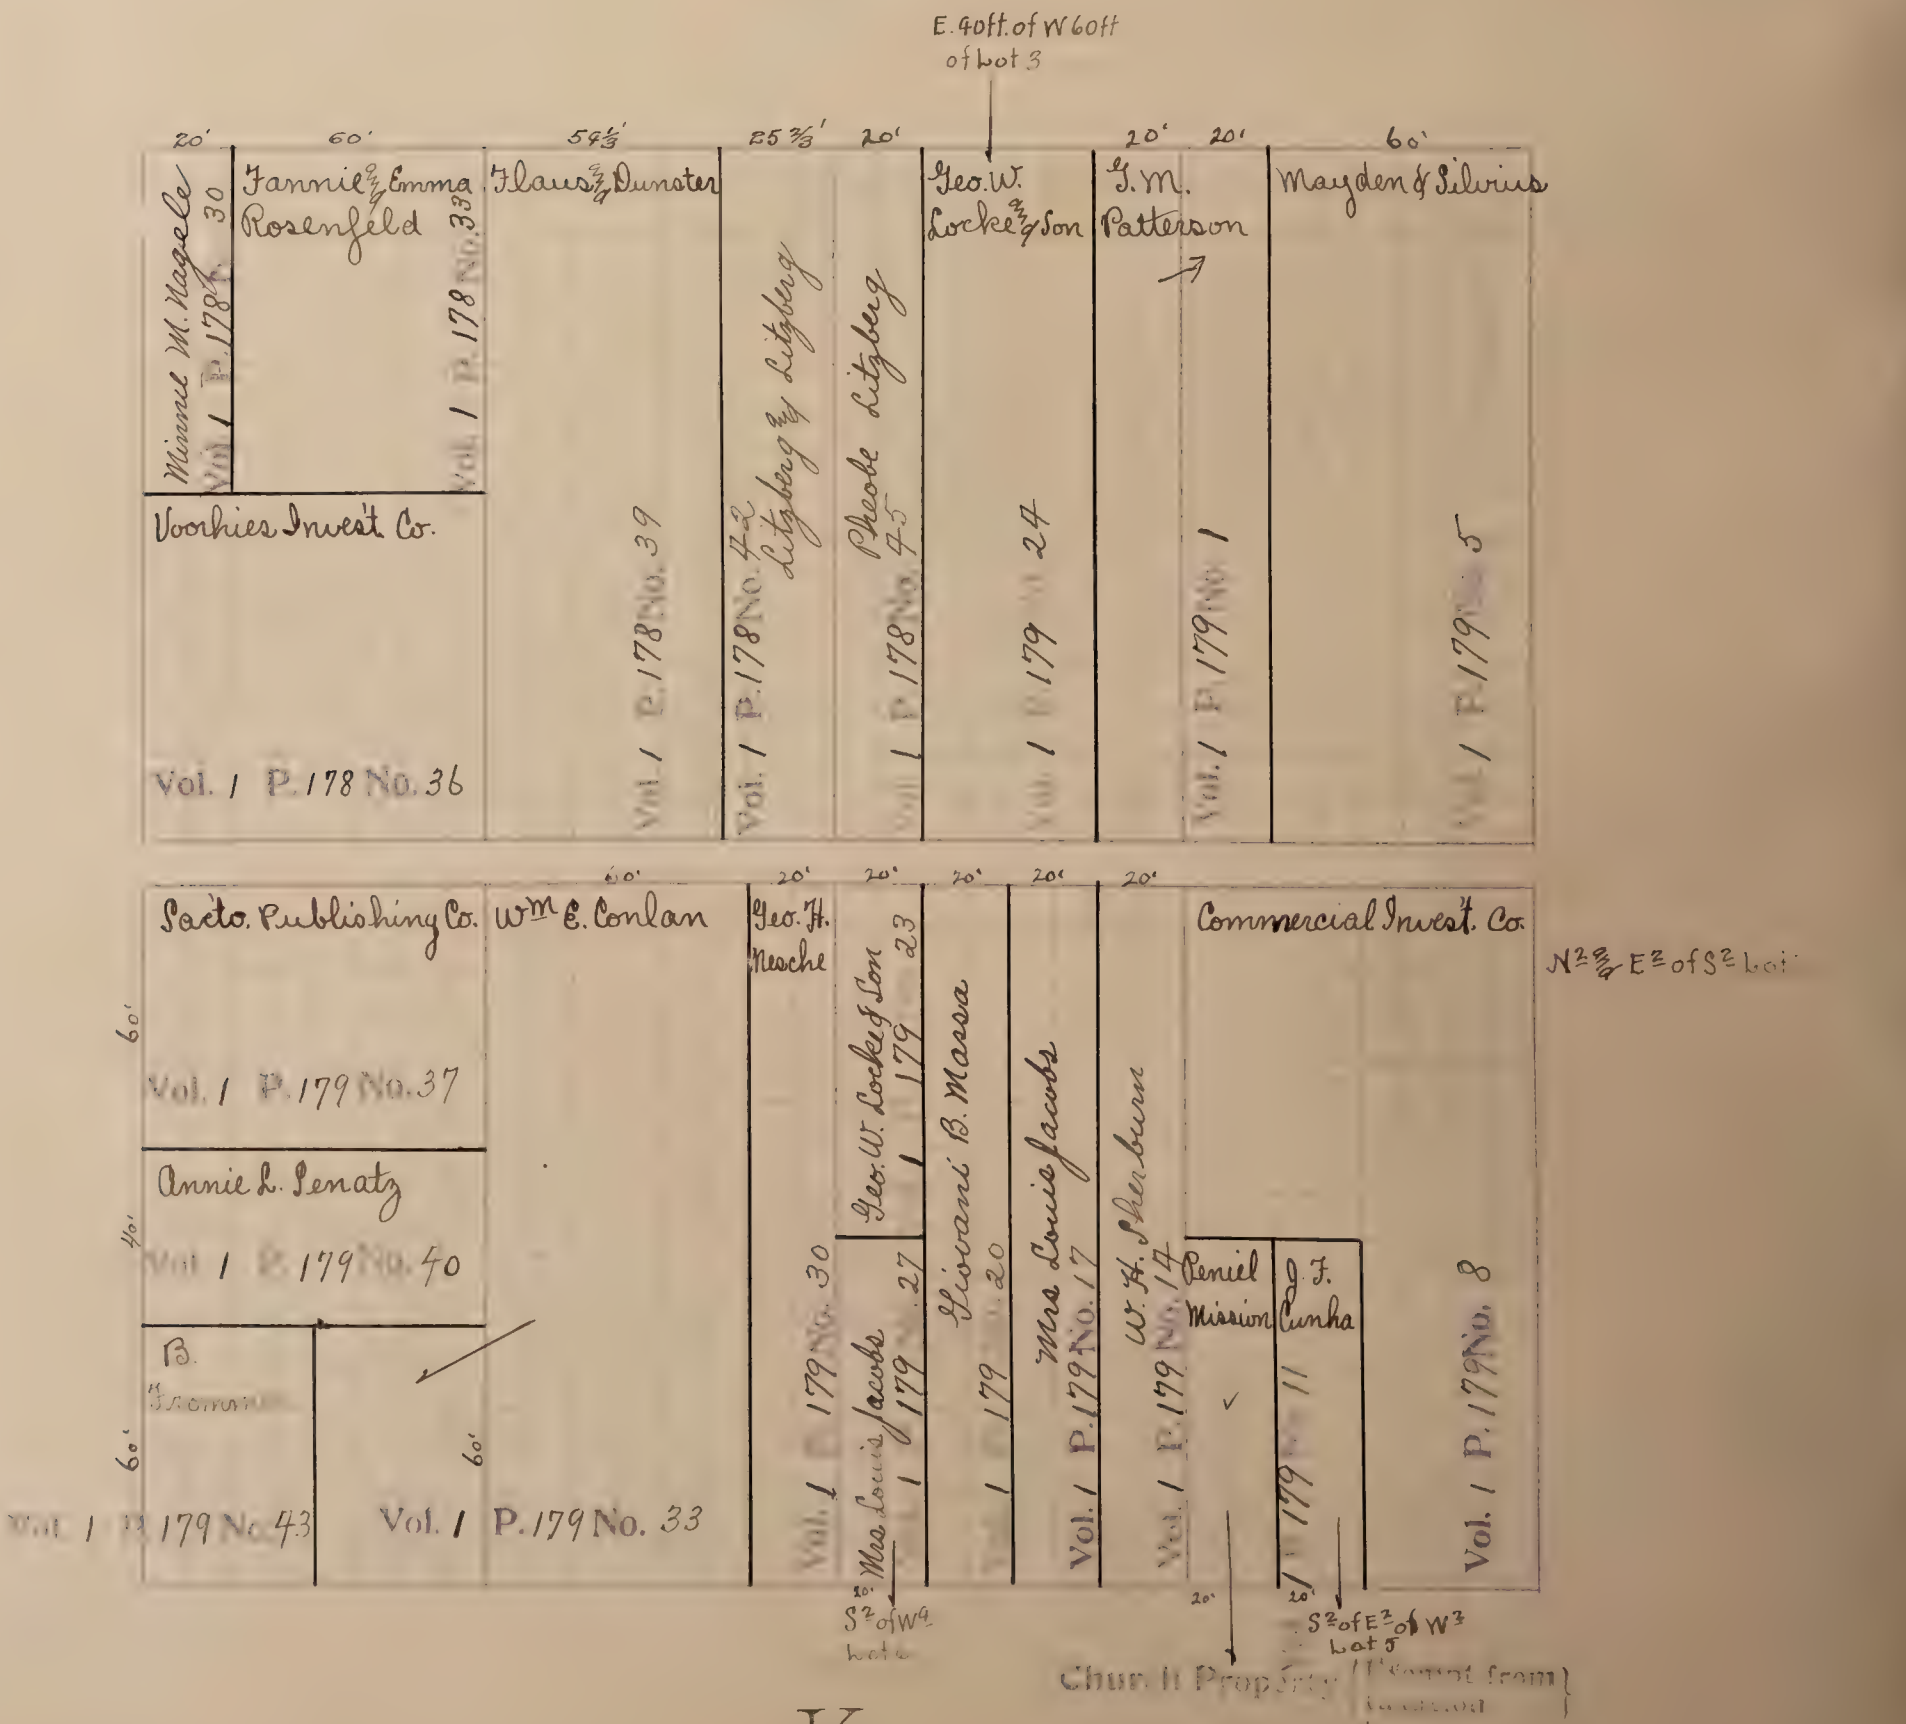 E. 40ft. of W 60ft
of Lot 3
20' 60' 54⅓' 25⅔' 20' 20' 20' 60'
Minnie M. Nagele
Vol. 1 P. 178 30
Fannie & Emma
Rosenfeld
Vol. 1 P. 178 No. 33
Flaus & Dunster
Vol. 1 P. 178 No. 39
Litzberg & Litzberg
Vol. 1 P. 178 No. 42
Pheobe Litzberg
Vol. 1 P. 178 No. 45
Geo. W.
Locke & Son
Vol. 1 P. 179 No. 24
G. M.
Patterson
Vol. 1 P. 179 No. 1
Mayden & Silvius
Vol. 1 P. 179 No. 5
Voorhies Invest. Co.
Vol. 1 P. 178 No. 36
60' 20' 20' 20' 20' 20'
Sacto. Publishing Co.
60'
Vol. 1 P. 179 No. 37
Annie L. Senatz
40'
Vol. 1 P. 179 No. 40
B.
60'
Vol. 1 P. 179 No. 43
Wm E. Conlan
60'
Vol. 1 P. 179 No. 33
Geo. H.
Nesche
Vol. 1 P. 179 No. 30
Geo. W. Locke & Son
1 P. 179 23
Mrs Louis Jacobs
1 179 27
20'
S 2 of W 4
Lot
Giovani B. Massa
1 179 20
Mrs Louis Jacobs
Vol. 1 P. 179 No. 17
W. H. Sherburn
Vol. 1 P. 179 No. 14
Commercial Invest. Co.
N 2 & E 2 of S 2 Lot
Vol. 1 P. 179 No. 8
Peniel
Mission
✓
20'
F.
Cunha
1 179 No 11
20'
S 2 of E 2 of W 2
Lot 5
Church Property (from
K